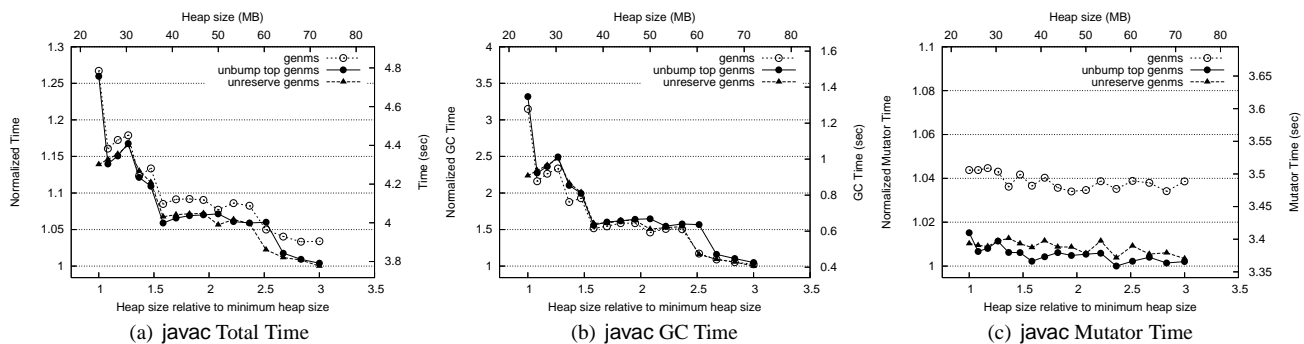 Heap size (MB)
20 30 40 50 60 70 80
1.3
1.25
1.2
1.15
1.1
1.05
1
Normalized Time
genms
unbump top genms
unreserve genms
4.8
4.6
4.4
4.2
4
3.8
Time (sec)
1 1.5 2 2.5 3 3.5
Heap size relative to minimum heap size
(a) javac Total Time
Heap size (MB)
20 30 40 50 60 70 80
4
3.5
3
2.5
2
1.5
1
Normalized GC Time
genms
unbump top genms
unreserve genms
1.6
1.4
1.2
1
0.8
0.6
0.4
GC Time (sec)
1 1.5 2 2.5 3 3.5
Heap size relative to minimum heap size
(b) javac GC Time
Heap size (MB)
20 30 40 50 60 70 80
1.1
1.08
1.06
1.04
1.02
1
Normalized Mutator Time
genms
unbump top genms
unreserve genms
3.65
3.6
3.55
3.5
3.45
3.4
3.35
Mutator Time (sec)
1 1.5 2 2.5 3 3.5
Heap size relative to minimum heap size
(c) javac Mutator Time